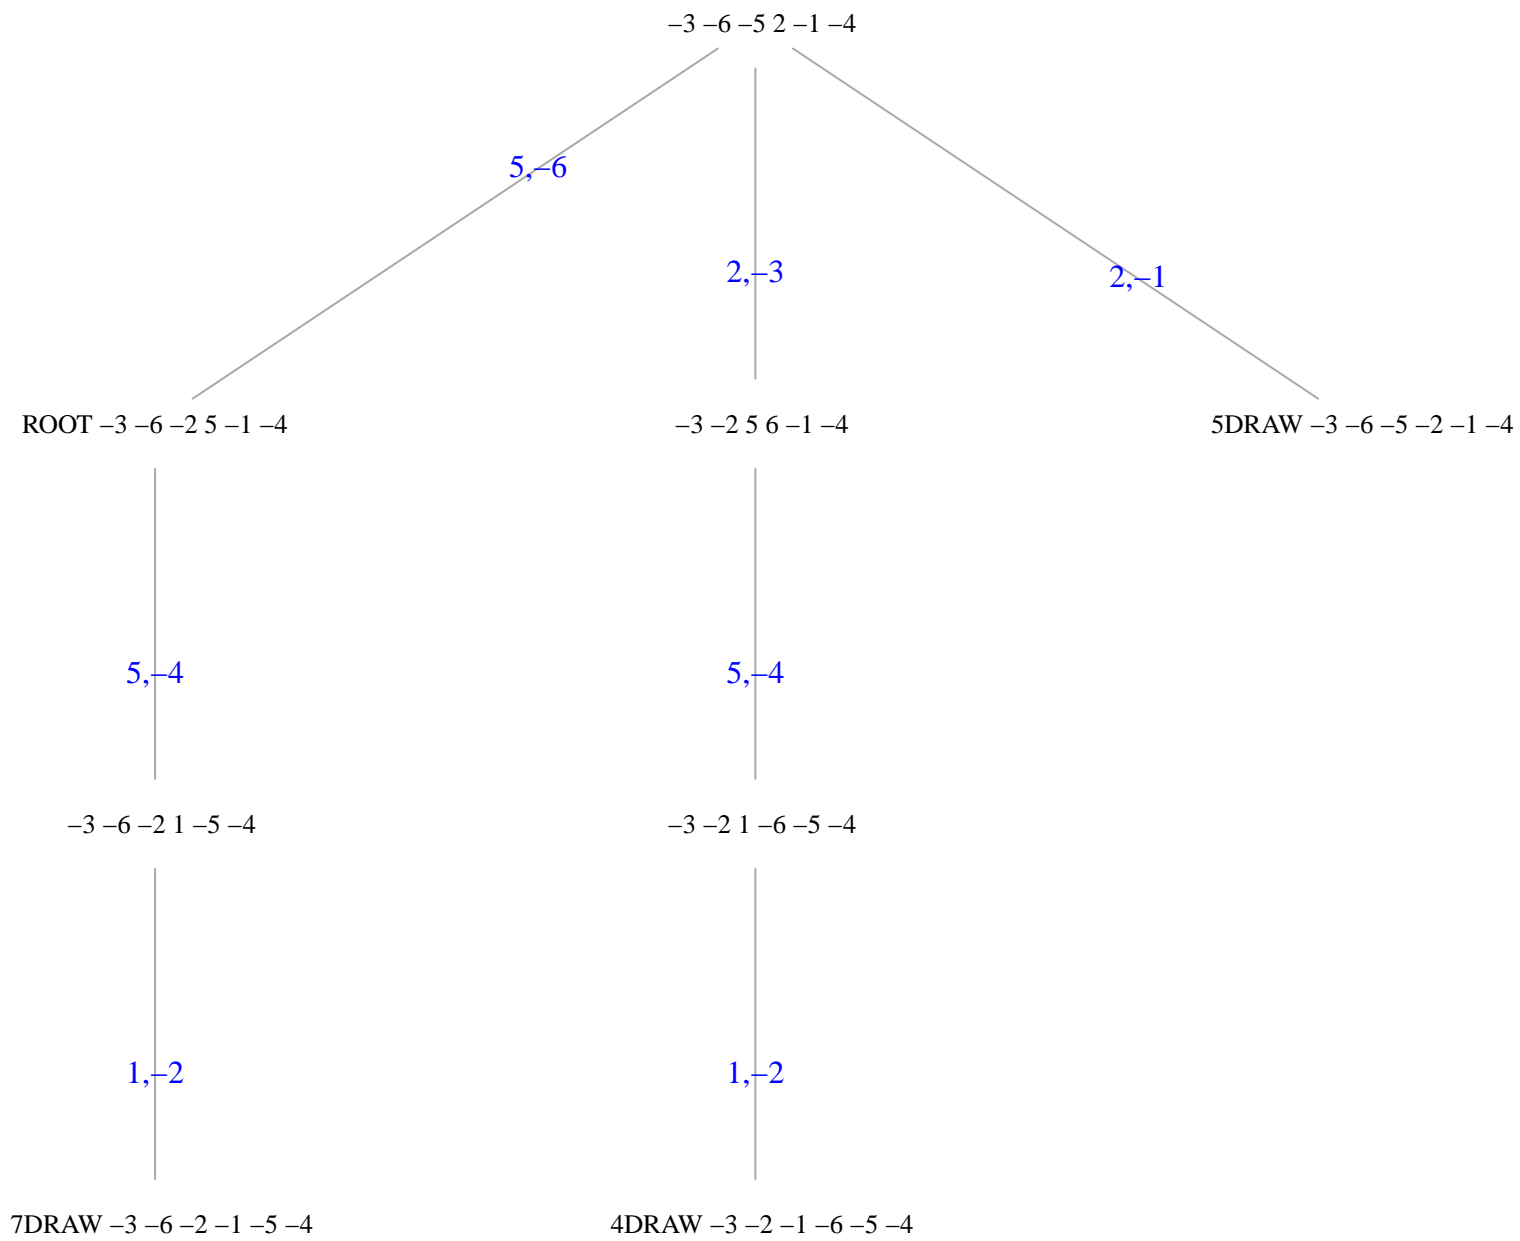 –3 –6 –5 2 –1 –4
5,–6
2,–3
2,–1
ROOT –3 –6 –2 5 –1 –4
–3 –2 5 6 –1 –4
5DRAW –3 –6 –5 –2 –1 –4
5,–4
5,–4
–3 –6 –2 1 –5 –4
–3 –2 1 –6 –5 –4
1,–2
1,–2
7DRAW –3 –6 –2 –1 –5 –4
4DRAW –3 –2 –1 –6 –5 –4